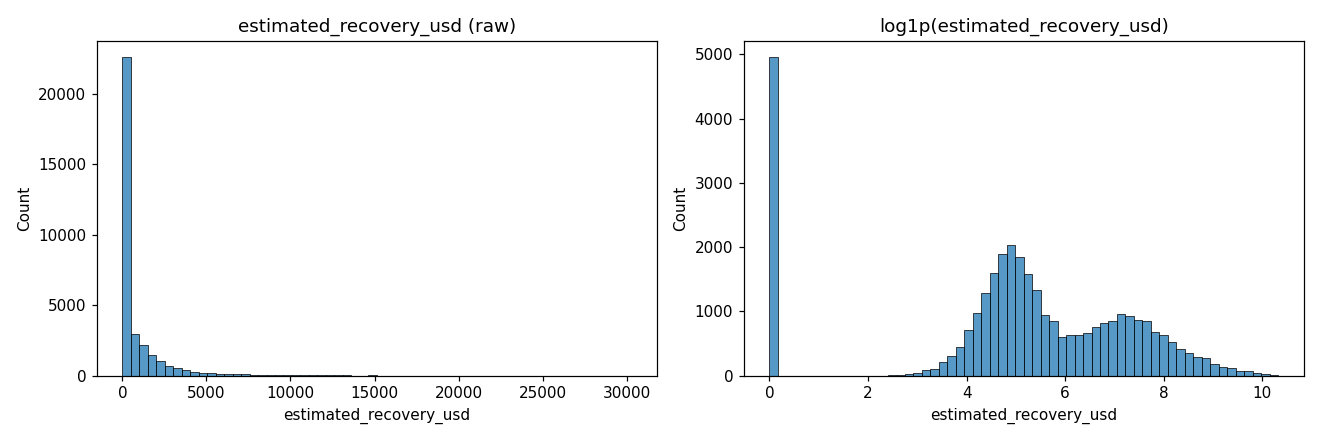 estimated_recovery_usd (raw)
Count
20000
15000
10000
5000
0
0 5000 10000 15000 20000 25000 30000
estimated_recovery_usd
log1p(estimated_recovery_usd)
Count
5000
4000
3000
2000
1000
0
0 2 4 6 8 10
estimated_recovery_usd